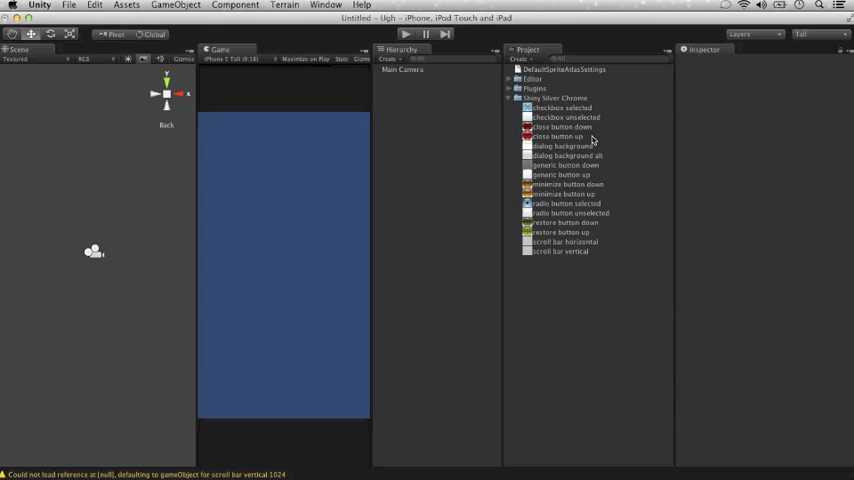 Unity File Edit Assets GameObject Component Terrain Window Help
Untitled - Ugh - iPhone, iPod Touch and iPad
Pivot Global Layers Tall
Scene Game Hierarchy Project Inspector
Textured RGB Gizmos iPhone 5 Tall (9:16) Maximize on Play Stats Gizmo Create All Create All
Main Camera
DefaultSpriteAtlasSettings
Editor
Plugins
Shiny Silver Chrome
checkbox selected
checkbox unselected
close button down
close button up
dialog background
dialog background alt
generic button down
generic button up
minimize button down
minimize button up
radio button selected
radio button unselected
restore button down
restore button up
scroll bar horizontal
scroll bar vertical
Y
x
Back
Could not load reference at [null], defaulting to gameObject for scroll bar vertical 1024